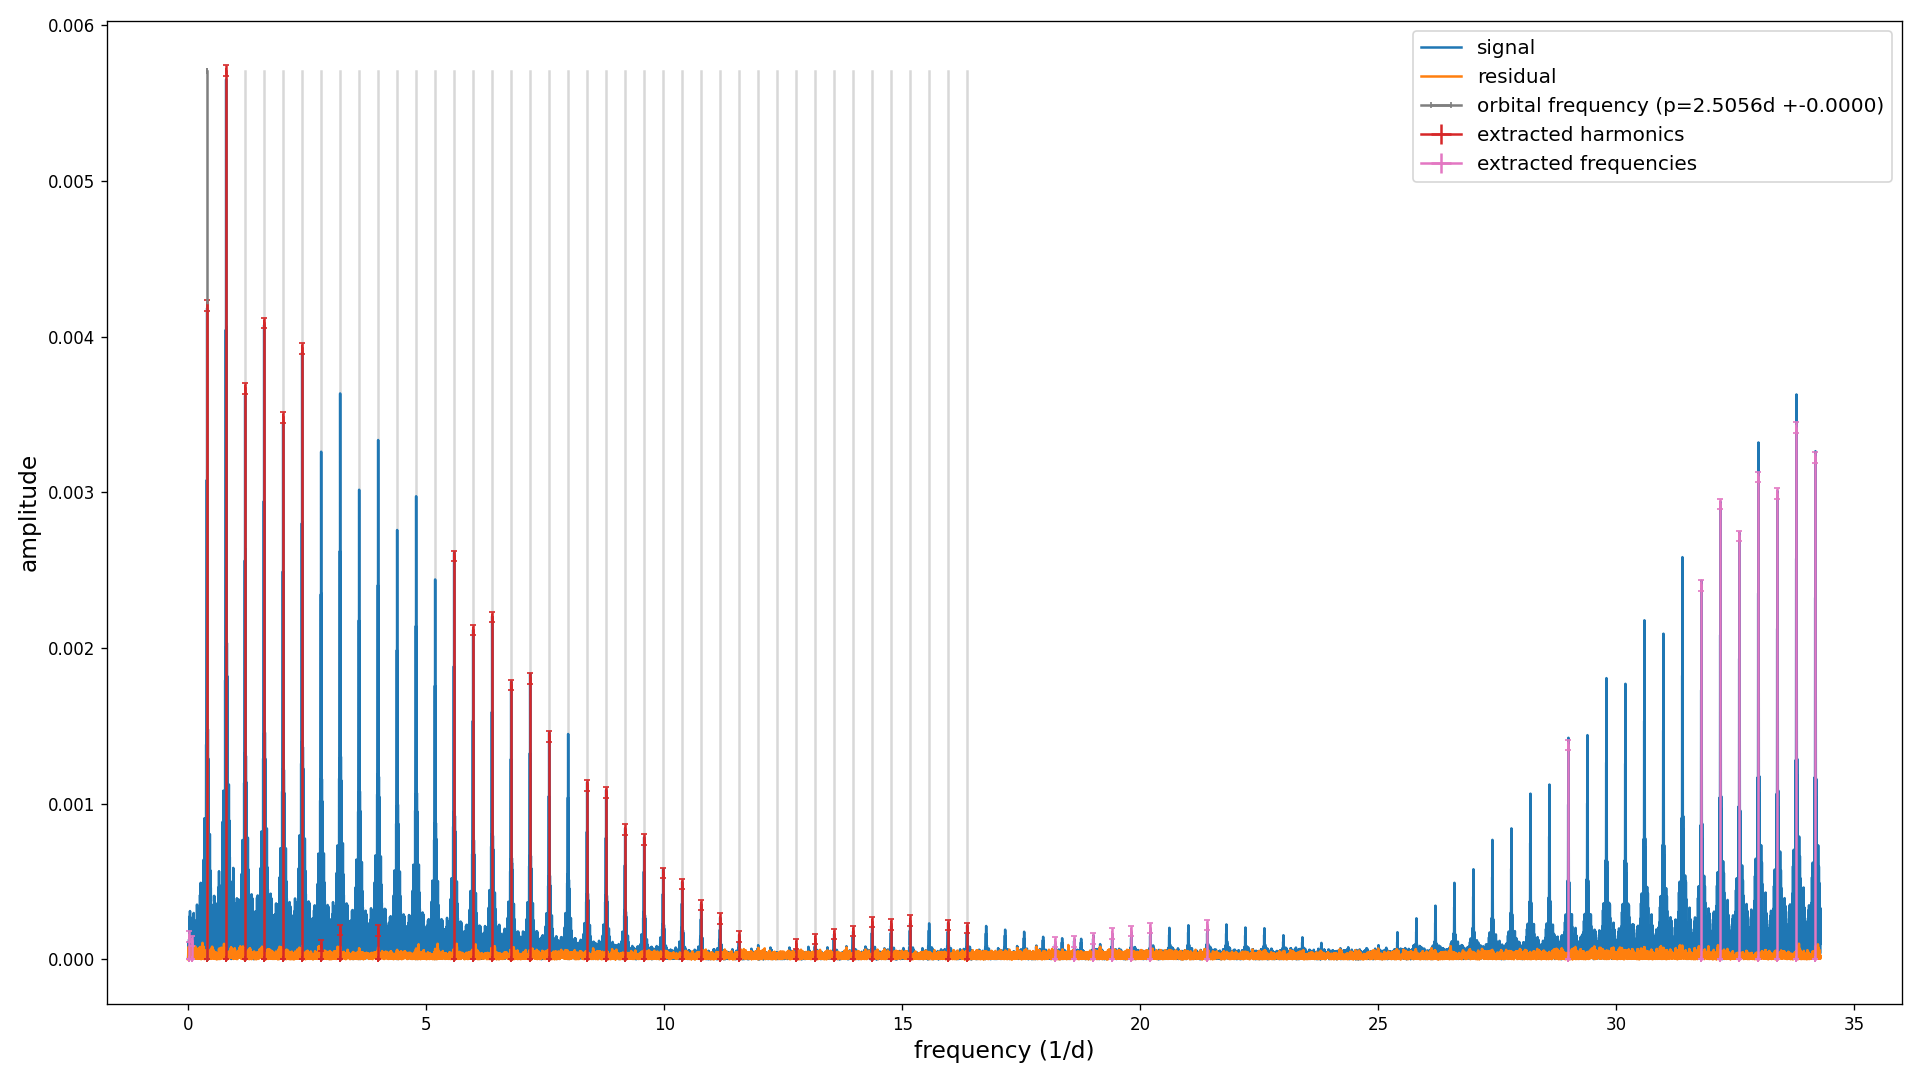 0.006
0.005
0.004
0.003
0.002
0.001
0.000
amplitude
0
5
10
15
20
25
30
35
frequency (1/d)
signal
residual
orbital frequency (p=2.5056d +-0.0000)
extracted harmonics
extracted frequencies